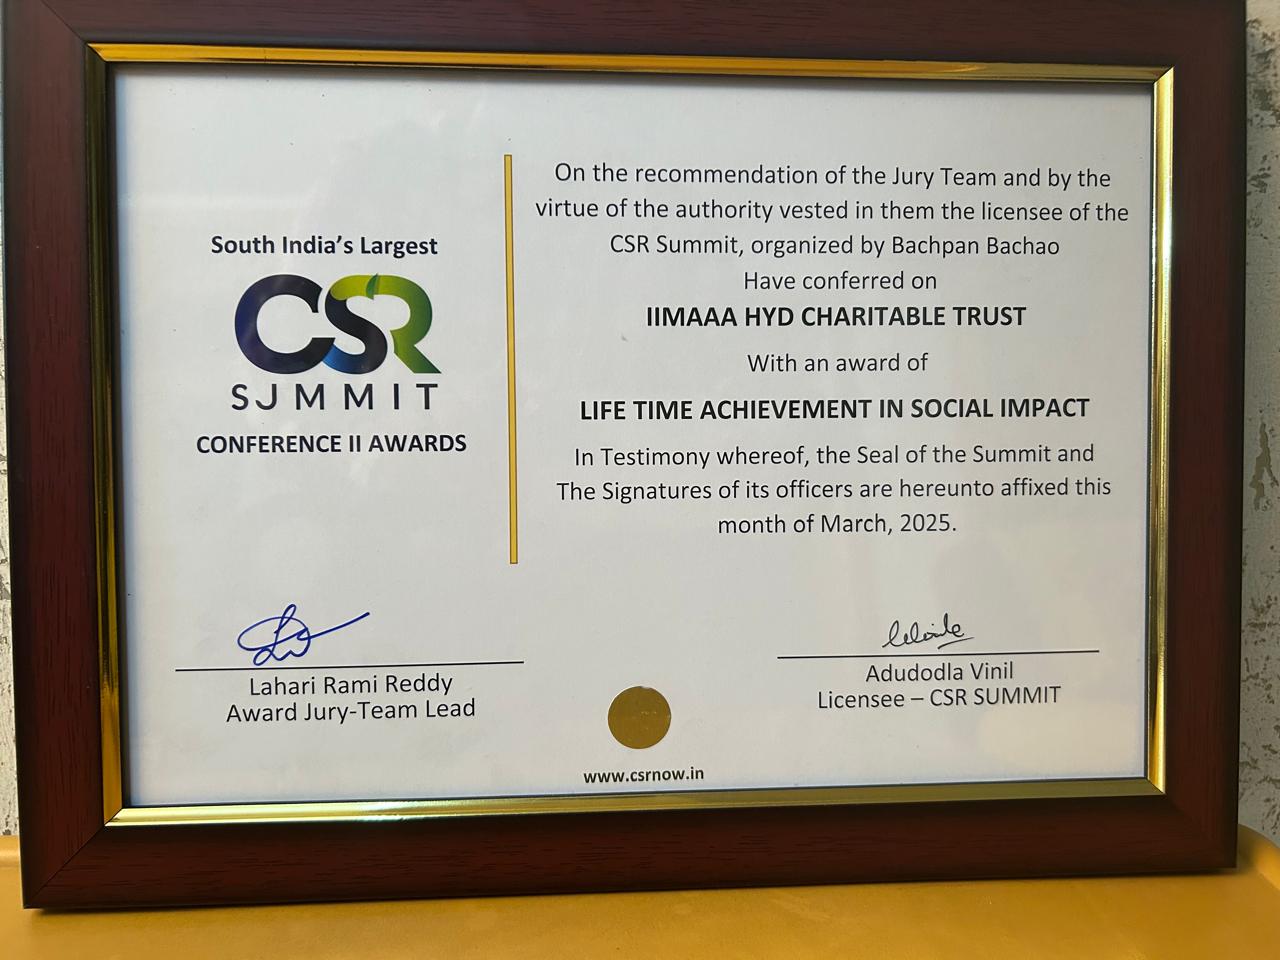 South India's Largest
CSR
SUMMIT
CONFERENCE II AWARDS
On the recommendation of the Jury Team and by the
virtue of the authority vested in them the licensee of the
CSR Summit, organized by Bachpan Bachao
Have conferred on
IIMAAA HYD CHARITABLE TRUST
With an award of
LIFE TIME ACHIEVEMENT IN SOCIAL IMPACT
In Testimony whereof, the Seal of the Summit and
The Signatures of its officers are hereunto affixed this
month of March, 2025.
Lahari Rami Reddy
Award Jury-Team Lead
Adudodla Vinil
Licensee – CSR SUMMIT
www.csrnow.in